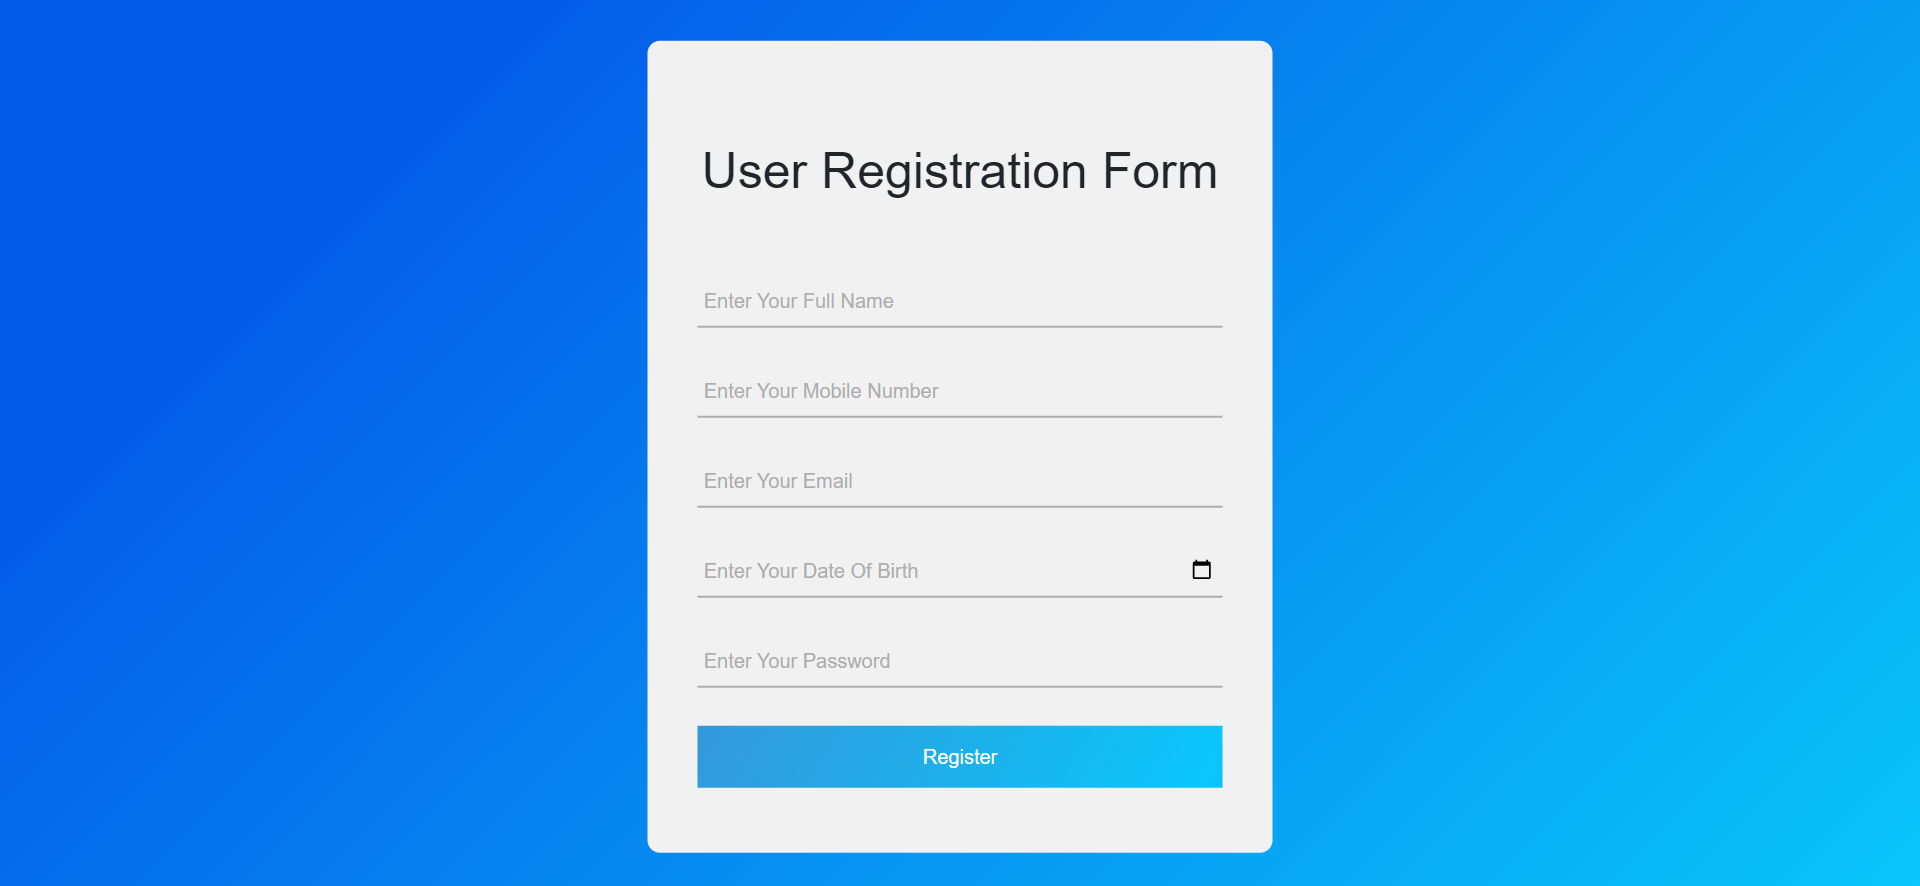 User Registration Form
Enter Your Full Name
Enter Your Mobile Number
Enter Your Email
Enter Your Date Of Birth
Enter Your Password
Register